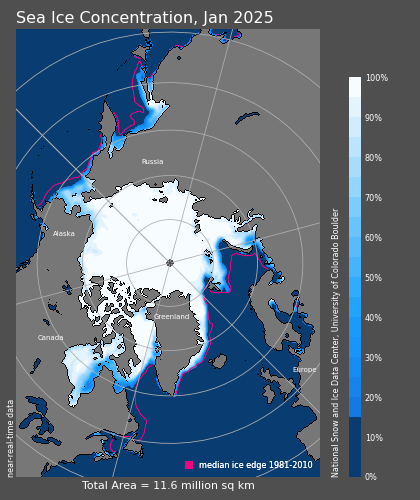 Sea Ice Concentration, Jan 2025
Russia
Alaska
Greenland
Canada
Europe
median ice edge 1981-2010
near-real-time data
Total Area = 11.6 million sq km
National Snow and Ice Data Center, University of Colorado Boulder
100%
90%
80%
70%
60%
50%
40%
30%
20%
10%
0%